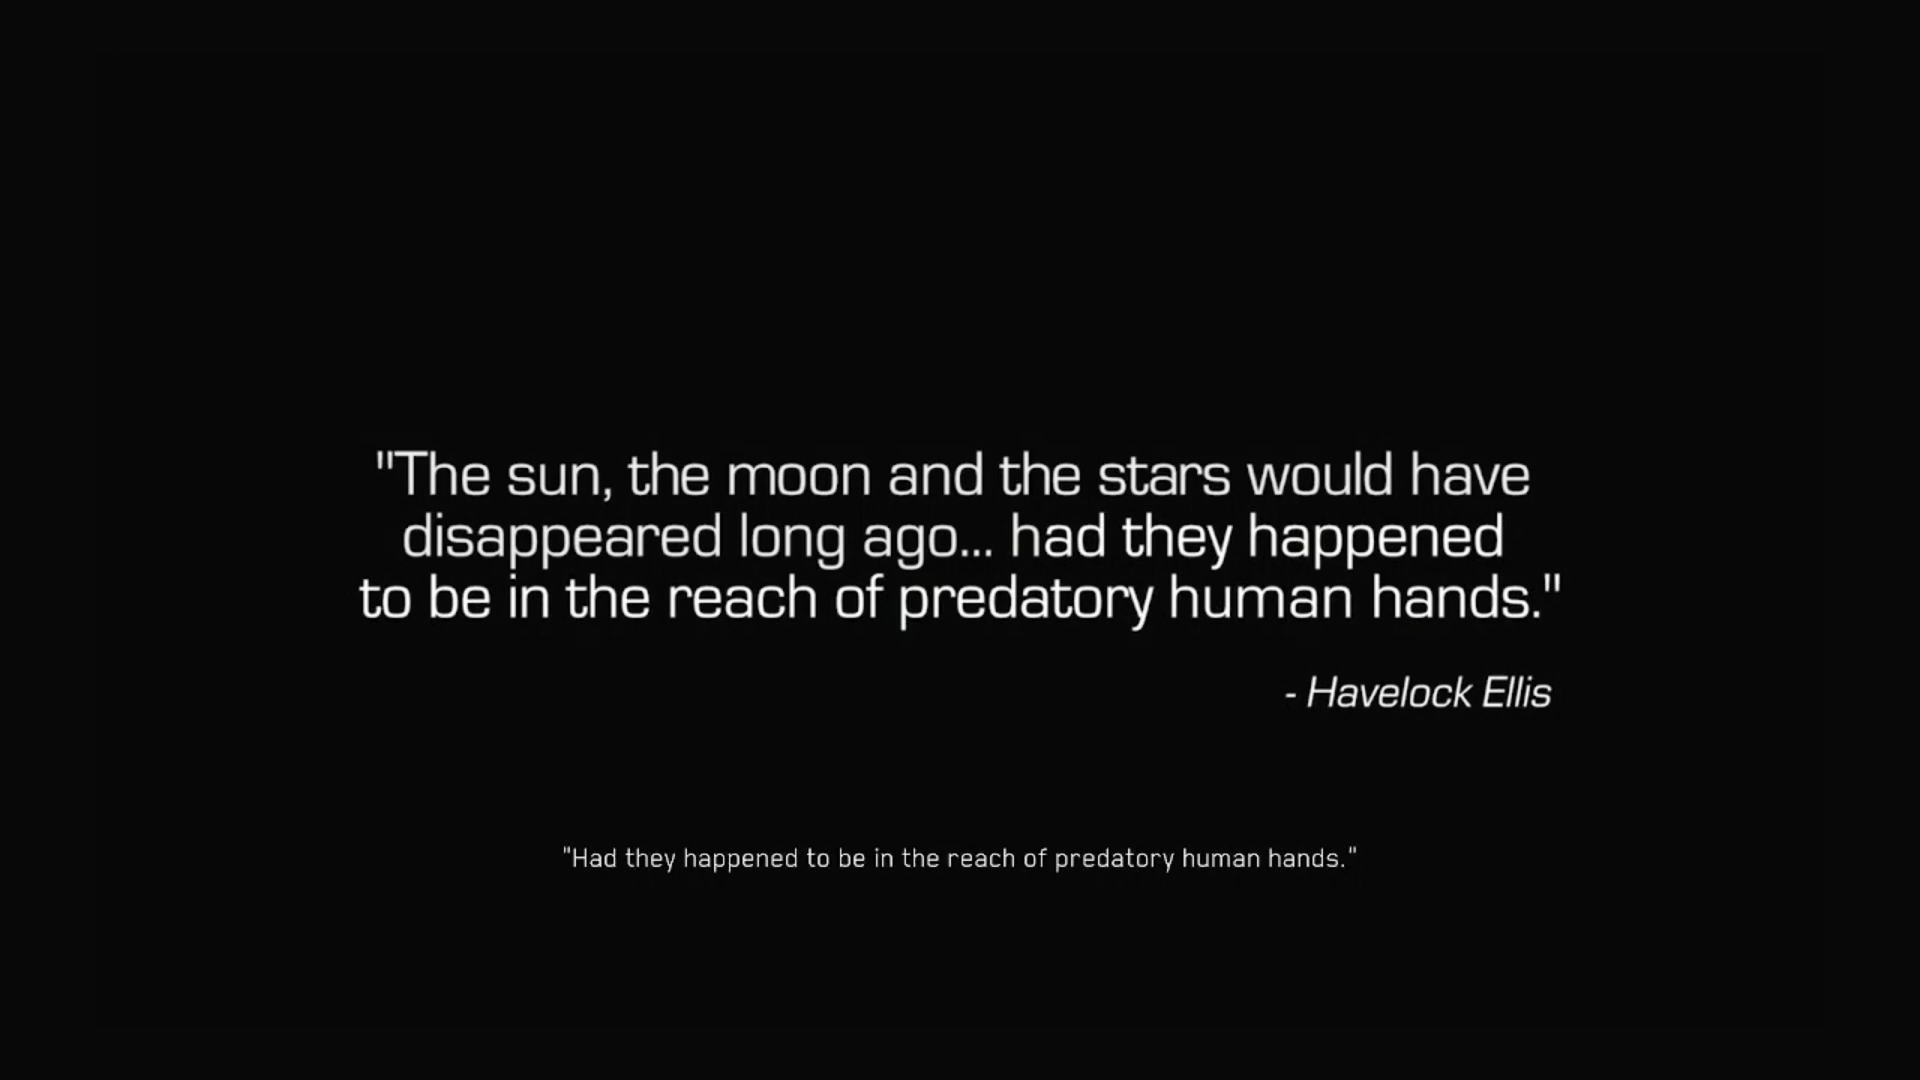 "The sun, the moon and the stars would have
disappeared long ago... had they happened
to be in the reach of predatory human hands."
- Havelock Ellis
"Had they happened to be in the reach of predatory human hands."